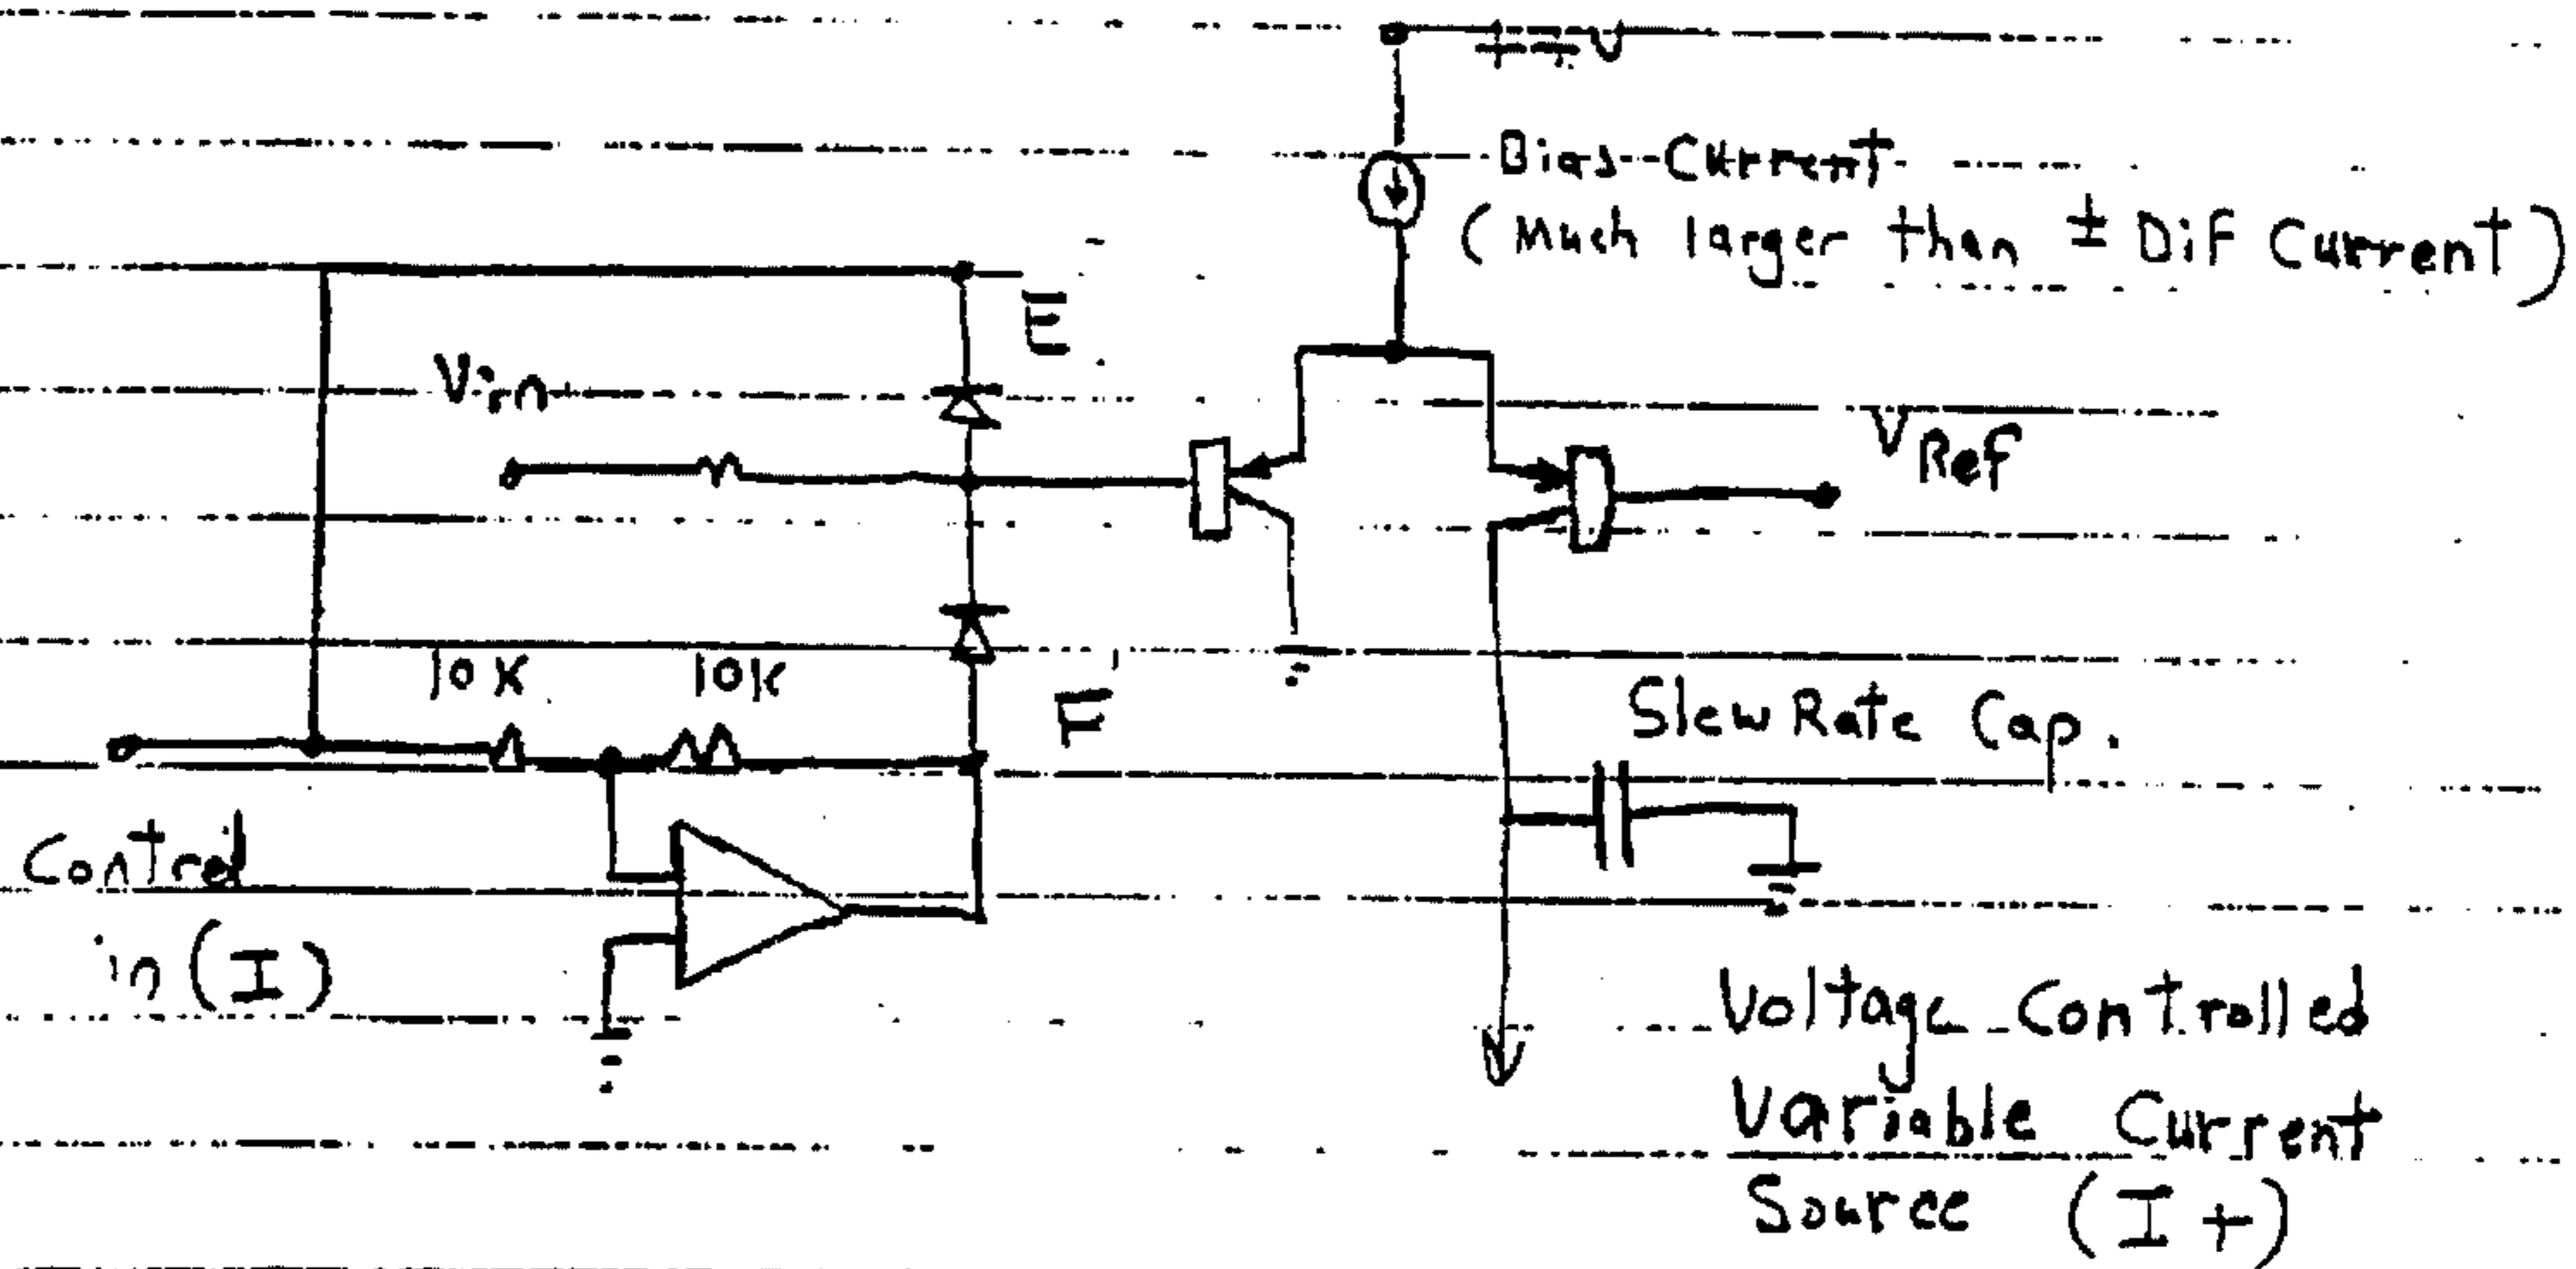 +V
Bias Current
(Much larger than ± Dif Current)
E
Vin
VRef
10K
10K
F
Slew Rate Cap.
Control
in (I)
Voltage Controlled
Variable Current
Source (I+)